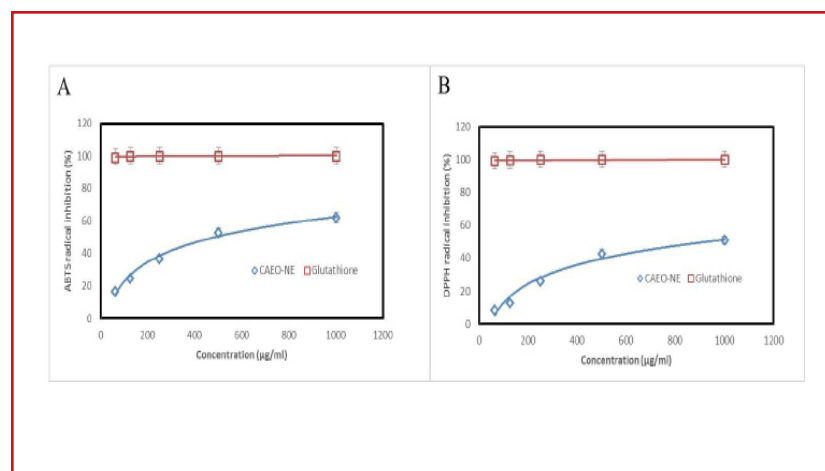 A
120
100
80
60
40
20
0
ABTS radical inhibition (%)
CAEO-NE
Glutathione
0 200 400 600 800 1000 1200
Concentration (µg/ml)
B
120
100
80
60
40
20
0
DPPH radical inhibition (%)
CAEO-NE
Glutathione
0 200 400 600 800 1000 1200
Concentration (µg/ml)